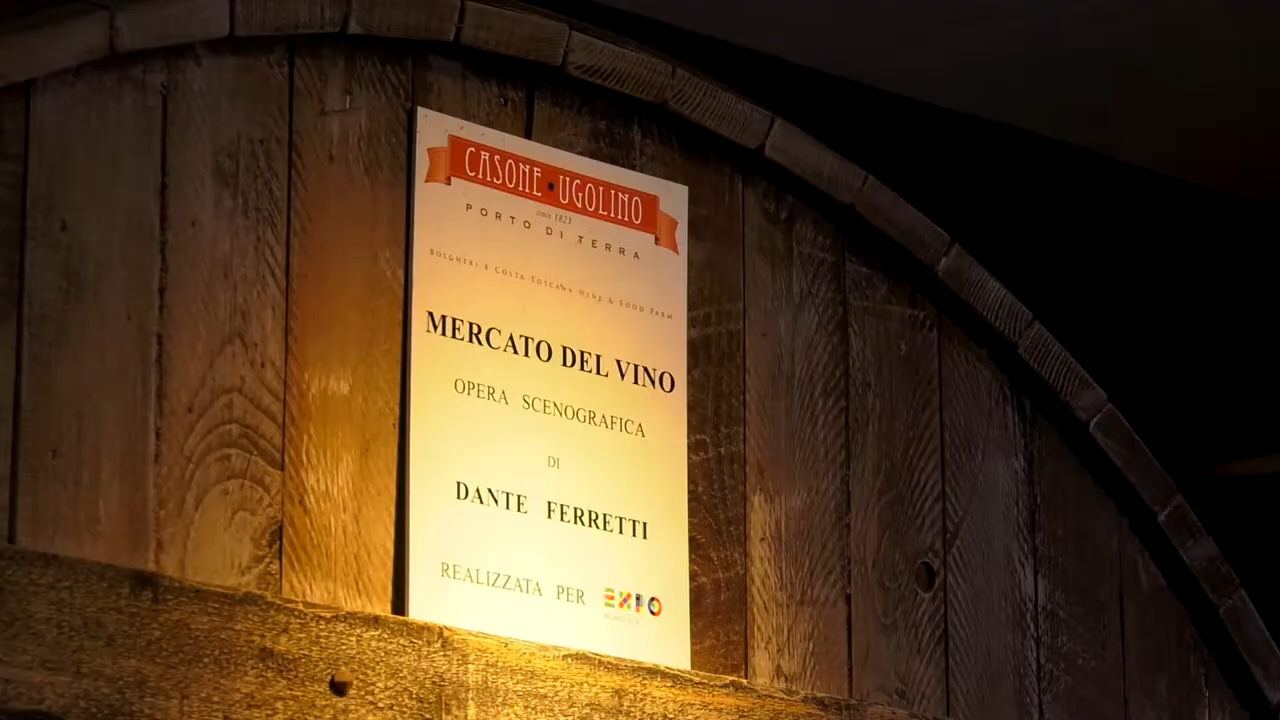 CASONE • UGOLINO
since 1823
PORTO DI TERRA
BOLGHERI E COSTA TOSCANA WINE & FOOD FARM
MERCATO DEL VINO
OPERA SCENOGRAFICA
DI
DANTE FERRETTI
REALIZZATA PER EXPO